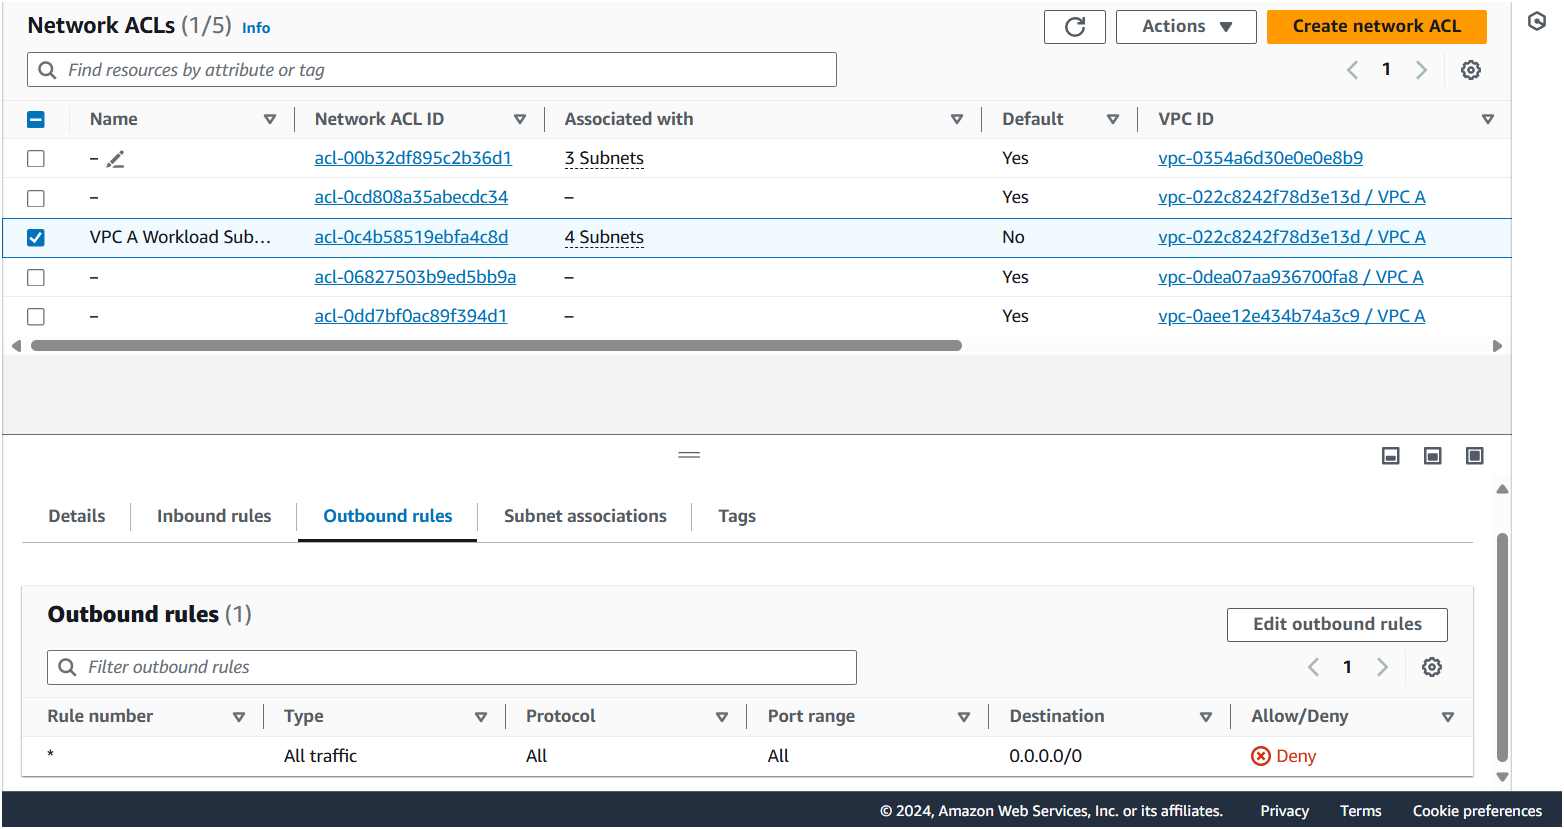 Network ACLs (1/5) Info
Actions
Create network ACL
Find resources by attribute or tag
1
Name Network ACL ID Associated with Default VPC ID
– acl-00b32df895c2b36d1 3 Subnets Yes vpc-0354a6d30e0e0e8b9
– acl-0cd808a35abecdc34 – Yes vpc-022c8242f78d3e13d / VPC A
VPC A Workload Sub... acl-0c4b58519ebfa4c8d 4 Subnets No vpc-022c8242f78d3e13d / VPC A
– acl-06827503b9ed5bb9a – Yes vpc-0dea07aa936700fa8 / VPC A
– acl-0dd7bf0ac89f394d1 – Yes vpc-0aee12e434b74a3c9 / VPC A
Details Inbound rules Outbound rules Subnet associations Tags
Outbound rules (1)
Edit outbound rules
Filter outbound rules
1
Rule number Type Protocol Port range Destination Allow/Deny
* All traffic All All 0.0.0.0/0 Deny
© 2024, Amazon Web Services, Inc. or its affiliates. Privacy Terms Cookie preferences